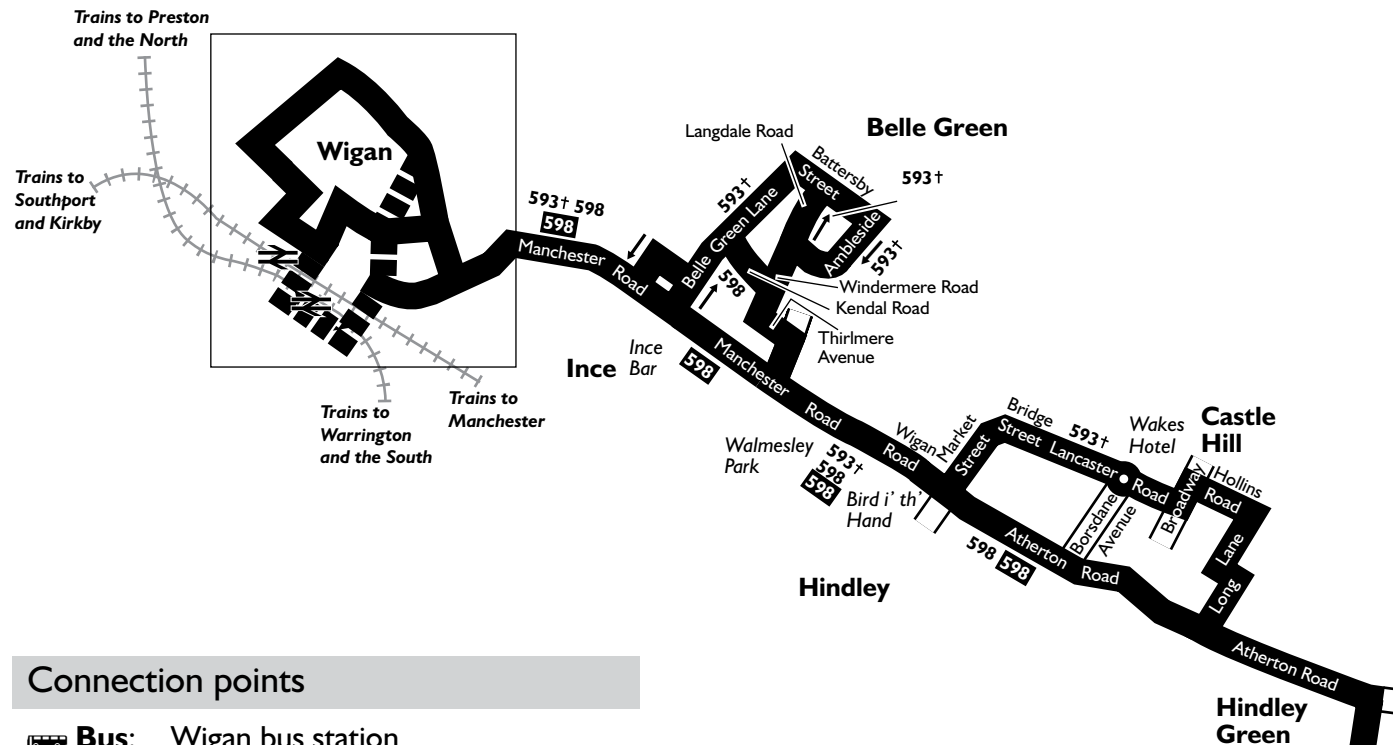 Trains to Preston
and the North
Wigan
Trains to
Southport
and Kirkby
Trains to
Warrington
and the South
Trains to
Manchester
593† 598
598
Manchester
Road
Langdale Road
Belle Green
Battersby
Street
593†
593†
Belle Green Lane
Ambleside
593†
598
Windermere Road
Kendal Road
Thirlmere
Avenue
Ince
Ince
Bar
598
Manchester
Road
Road
Wigan
Walmesley
Park
593†
598
598
Bird i’ th’
Hand
Market
Street
Bridge
Street
Lancaster
593†
Wakes
Hotel
Castle
Hill
Road
Broadway
Hollins
Road
Borsdane
Avenue
Lane
Long
Atherton
Road
598 598
Hindley
Atherton Road
Hindley
Green
Connection points
Bus: Wigan bus station